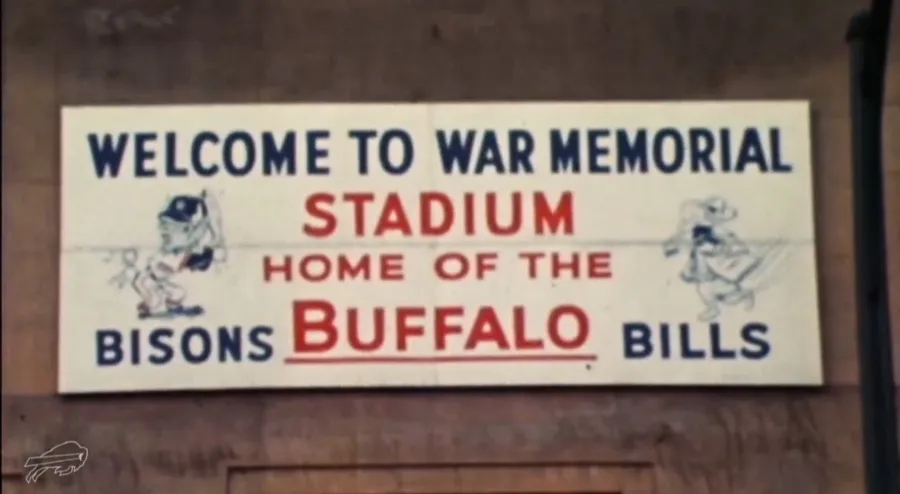 WELCOME TO WAR MEMORIAL
STADIUM
HOME OF THE
BISONS BUFFALO BILLS